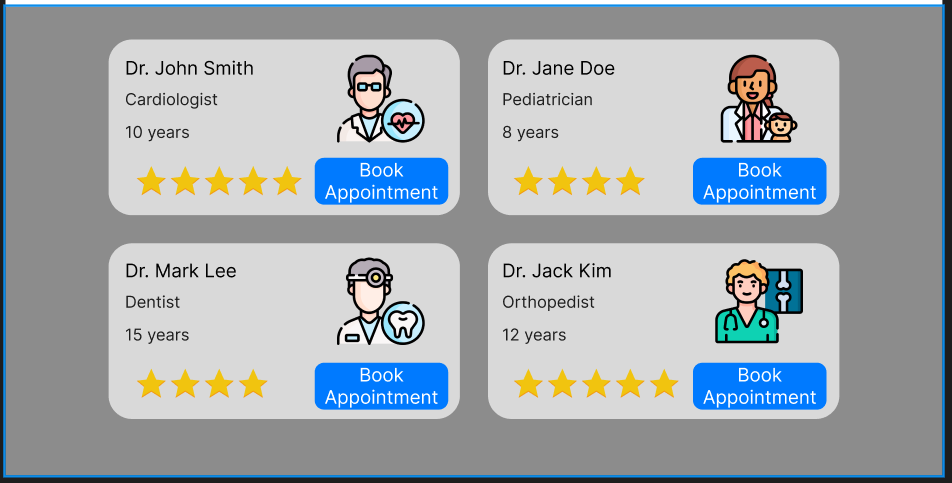 Dr. John Smith
Cardiologist
10 years
Book
Appointment
Dr. Jane Doe
Pediatrician
8 years
Book
Appointment
Dr. Mark Lee
Dentist
15 years
Book
Appointment
Dr. Jack Kim
Orthopedist
12 years
Book
Appointment